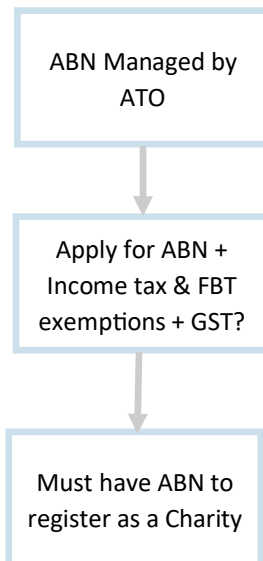 ABN Managed by
ATO
Apply for ABN +
Income tax & FBT
exemptions + GST?
Must have ABN to
register as a Charity